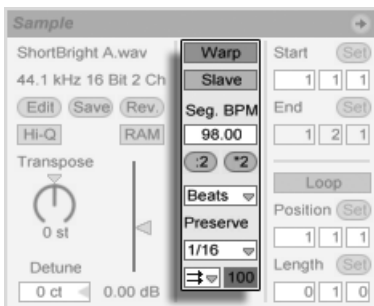 Sample
ShortBright A.wav
44.1 kHz 16 Bit 2 Ch
Edit Save Rev.
Hi-Q RAM
Transpose
0 st
Detune
0 ct 0.00 dB
Warp
Slave
Seg. BPM
98.00
:2 *2
Beats
Preserve
1/16
100
Start Set
1 1 1
End Set
1 2 1
Loop
Position Set
1 1 1
Length Set
0 1 0